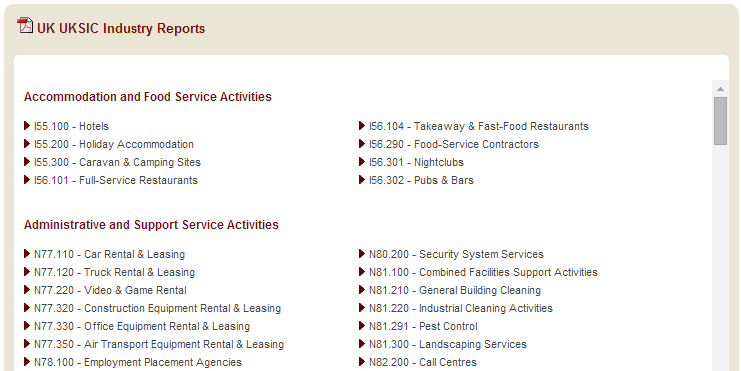 UK UKSIC Industry Reports
Accommodation and Food Service Activities
I55.100 - Hotels
I55.200 - Holiday Accommodation
I55.300 - Caravan & Camping Sites
I56.101 - Full-Service Restaurants
I56.104 - Takeaway & Fast-Food Restaurants
I56.290 - Food-Service Contractors
I56.301 - Nightclubs
I56.302 - Pubs & Bars
Administrative and Support Service Activities
N77.110 - Car Rental & Leasing
N77.120 - Truck Rental & Leasing
N77.220 - Video & Game Rental
N77.320 - Construction Equipment Rental & Leasing
N77.330 - Office Equipment Rental & Leasing
N77.350 - Air Transport Equipment Rental & Leasing
N78.100 - Employment Placement Agencies
N80.200 - Security System Services
N81.100 - Combined Facilities Support Activities
N81.210 - General Building Cleaning
N81.220 - Industrial Cleaning Activities
N81.291 - Pest Control
N81.300 - Landscaping Services
N82.200 - Call Centres